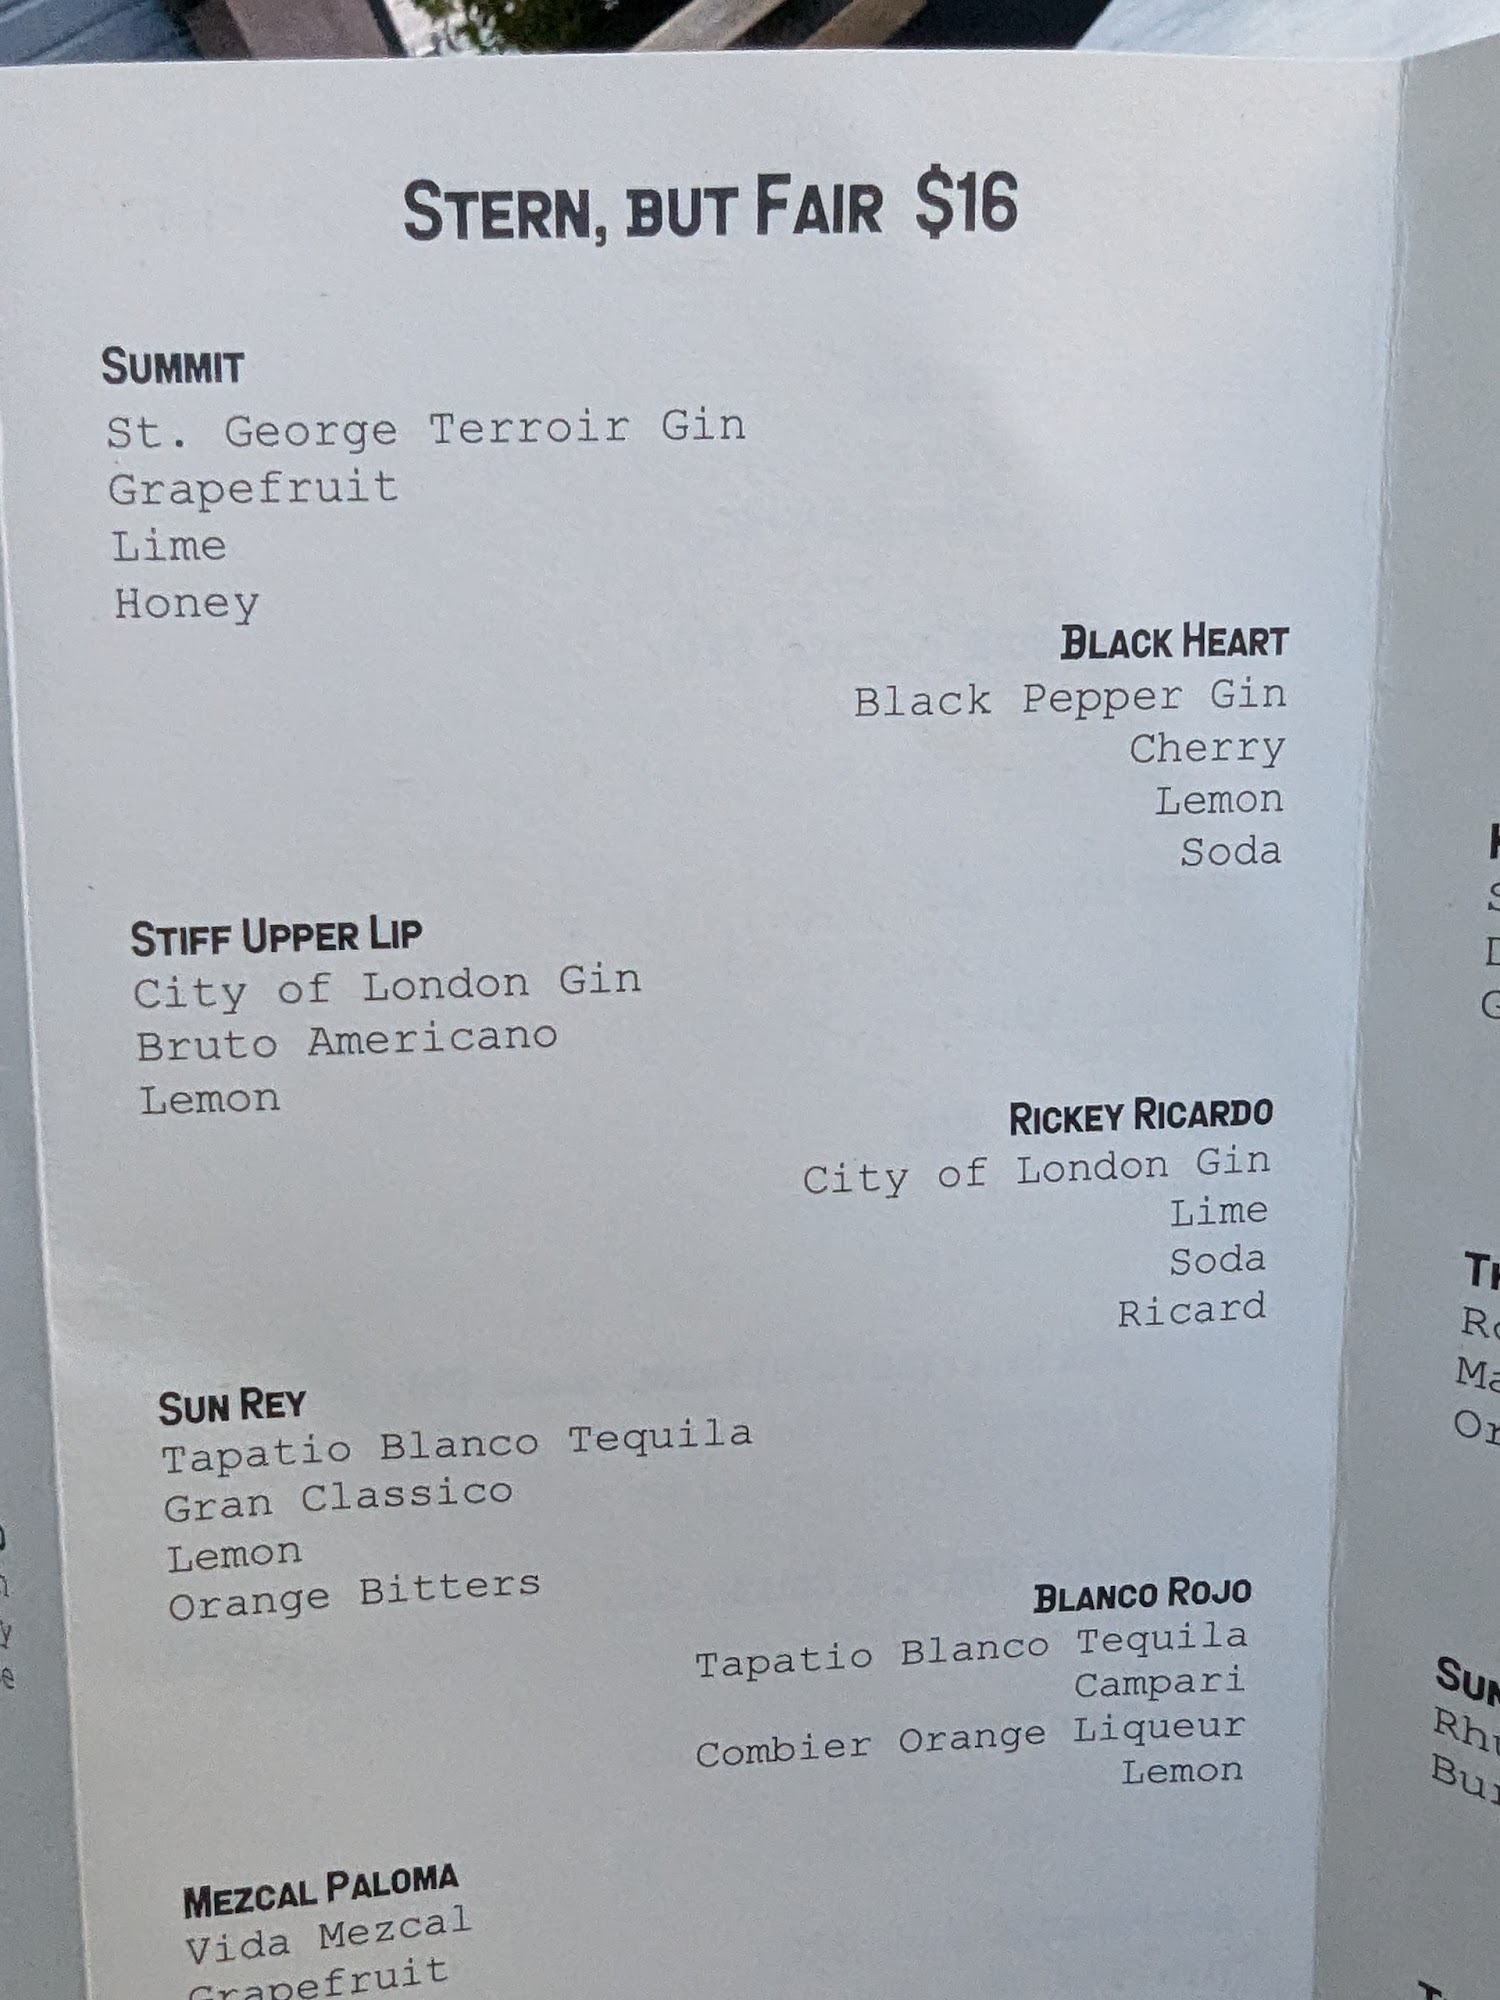 Stern, but Fair $16
Summit
St. George Terroir Gin
Grapefruit
Lime
Honey
Black Heart
Black Pepper Gin
Cherry
Lemon
Soda
Stiff Upper Lip
City of London Gin
Bruto Americano
Lemon
Rickey Ricardo
City of London Gin
Lime
Soda
Ricard
Sun Rey
Tapatio Blanco Tequila
Gran Classico
Lemon
Orange Bitters
Blanco Rojo
Tapatio Blanco Tequila
Campari
Combier Orange Liqueur
Lemon
Mezcal Paloma
Vida Mezcal
Grapefruit